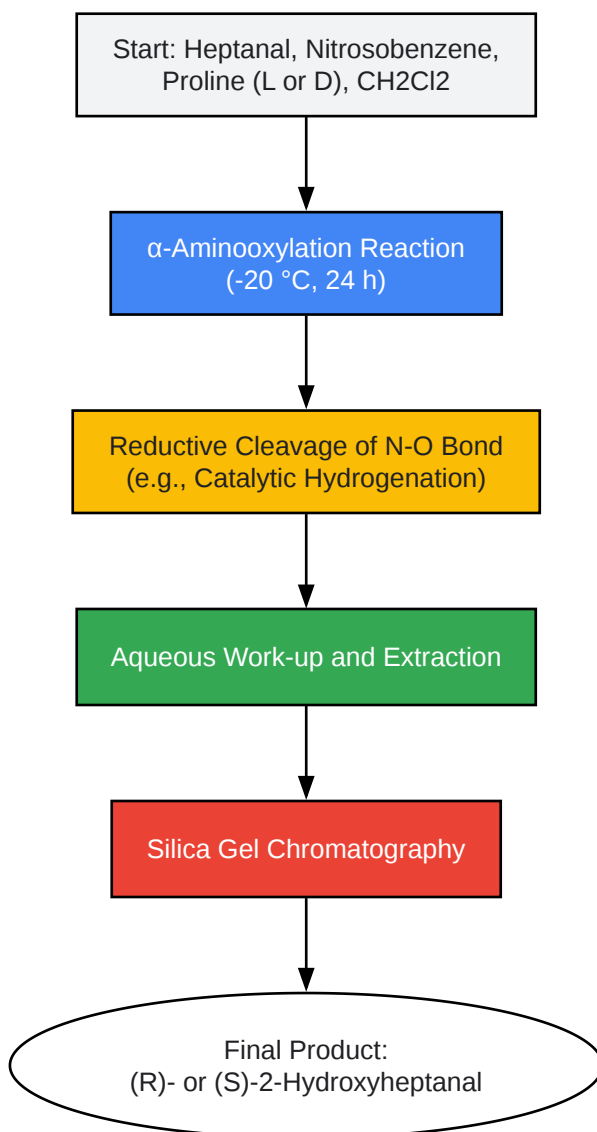 Start: Heptanal, Nitrosobenzene,
Proline (L or D), CH2Cl2
α-Aminooxylation Reaction
(-20 °C, 24 h)
Reductive Cleavage of N-O Bond
(e.g., Catalytic Hydrogenation)
Aqueous Work-up and Extraction
Silica Gel Chromatography
Final Product:
(R)- or (S)-2-Hydroxyheptanal